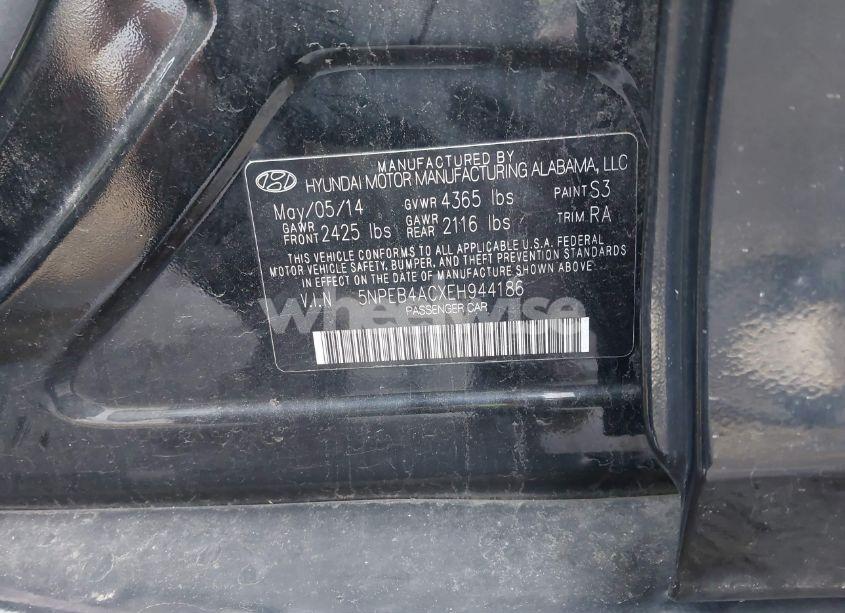 MANUFACTURED BY
HYUNDAI MOTOR MANUFACTURING ALABAMA, LLC
May/05/14 GVWR 4365 lbs PAINT S3
GAWR FRONT 2425 lbs GAWR REAR 2116 lbs TRIM RA
THIS VEHICLE CONFORMS TO ALL APPLICABLE U.S.A. FEDERAL
MOTOR VEHICLE SAFETY, BUMPER, AND THEFT PREVENTION STANDARDS
IN EFFECT ON THE DATE OF MANUFACTURE SHOWN ABOVE.
V.I.N 5NPEB4ACXEH944186
wheelwise
PASSENGER CAR